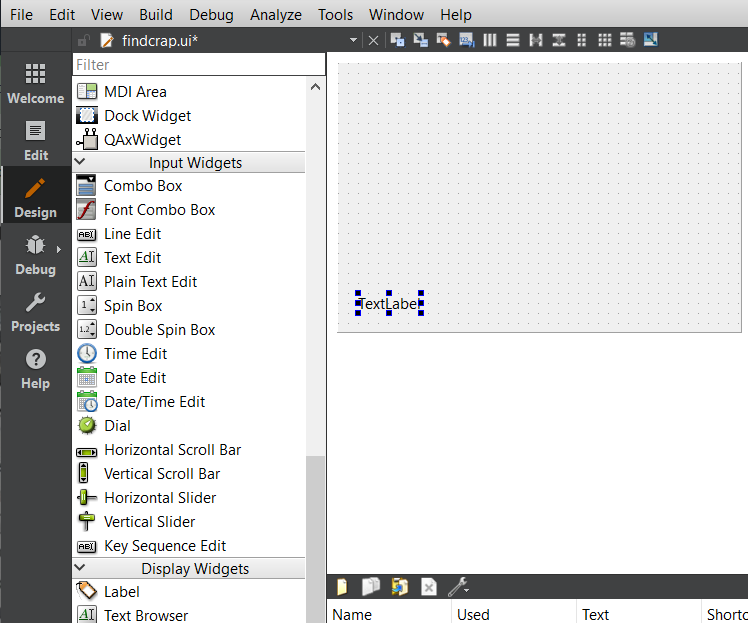 File Edit View Build Debug Analyze Tools Window Help
findcrap.ui*
Welcome
Edit
Design
Debug
Projects
Help
Filter
MDI Area
Dock Widget
QAxWidget
Input Widgets
Combo Box
Font Combo Box
Line Edit
Text Edit
Plain Text Edit
Spin Box
Double Spin Box
Time Edit
Date Edit
Date/Time Edit
Dial
Horizontal Scroll Bar
Vertical Scroll Bar
Horizontal Slider
Vertical Slider
Key Sequence Edit
Display Widgets
Label
Text Browser
TextLabel
Name Used Text Shortc